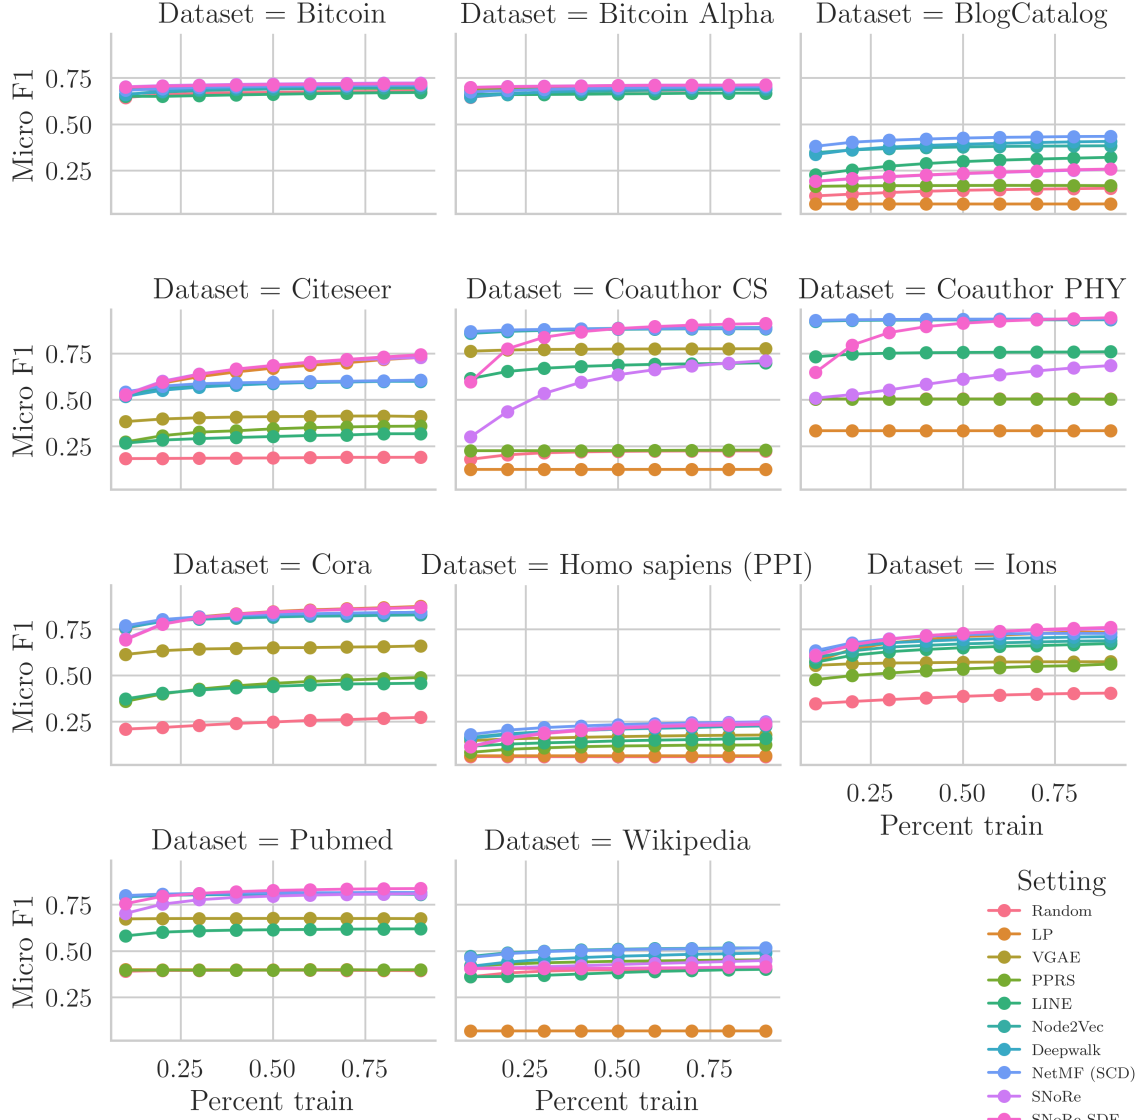 Dataset = Bitcoin
Dataset = Bitcoin Alpha
Dataset = BlogCatalog
Micro F1
0.75
0.50
0.25
Dataset = Citeseer
Dataset = Coauthor CS
Dataset = Coauthor PHY
Micro F1
0.75
0.50
0.25
Dataset = Cora
Dataset = Homo sapiens (PPI)
Dataset = Ions
Micro F1
0.75
0.50
0.25
0.25 0.50 0.75
Percent train
Dataset = Pubmed
Dataset = Wikipedia
Micro F1
0.75
0.50
0.25
0.25 0.50 0.75
Percent train
0.25 0.50 0.75
Percent train
Setting
Random
LP
VGAE
PPRS
LINE
Node2Vec
Deepwalk
NetMF (SCD)
SNoRe
SNoRe SDF